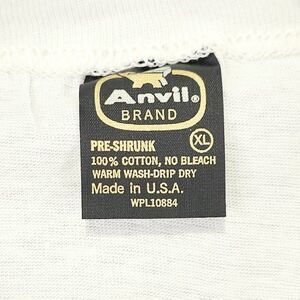 Anvil®
BRAND
PRE-SHRUNK XL
100% COTTON, NO BLEACH
WARM WASH-DRIP DRY
Made in U.S.A.
WPL10884